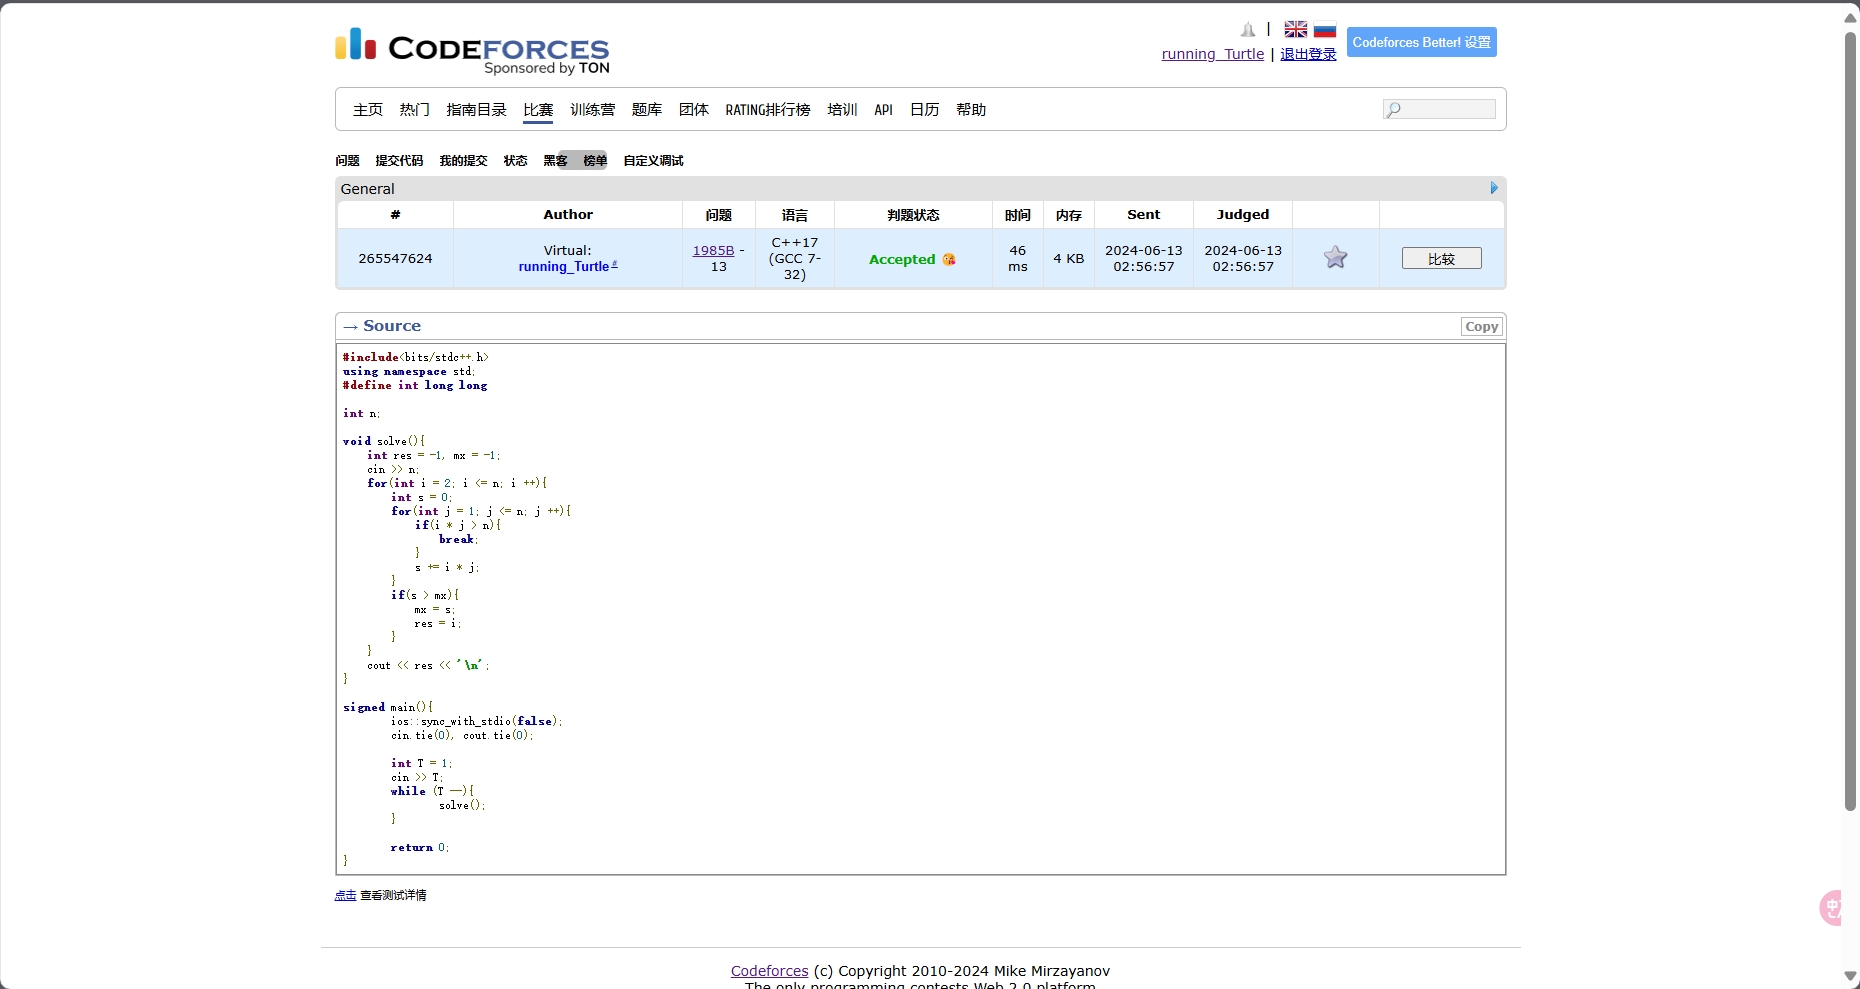 CODEFORCES
Sponsored by TON
|
running_Turtle | 退出登录
Codeforces Better! 设置
主页 热门 指南目录 比赛 训练营 题库 团体 RATING排行榜 培训 API 日历 帮助
问题 提交代码 我的提交 状态 黑客 榜单 自定义调试
General
# Author 问题 语言 判题状态 时间 内存 Sent Judged
265547624 Virtual: running_Turtle# 1985B - 13 C++17 (GCC 7-32) Accepted 46 ms 4 KB 2024-06-13 02:56:57 2024-06-13 02:56:57 比较
→ Source
Copy
#include<bits/stdc++.h>
using namespace std;
#define int long long
int n;
void solve(){
int res = -1, mx = -1;
cin >> n;
for(int i = 2; i <= n; i ++){
int s = 0;
for(int j = 1; j <= n; j ++){
if(i * j > n){
break;
}
s += i * j;
}
if(s > mx){
mx = s;
res = i;
}
}
cout << res << '\n';
}
signed main(){
ios::sync_with_stdio(false);
cin.tie(0), cout.tie(0);
int T = 1;
cin >> T;
while (T --){
solve();
}
return 0;
}
点击 查看测试详情
Codeforces (c) Copyright 2010-2024 Mike Mirzayanov
The only programming contests Web 2.0 platform